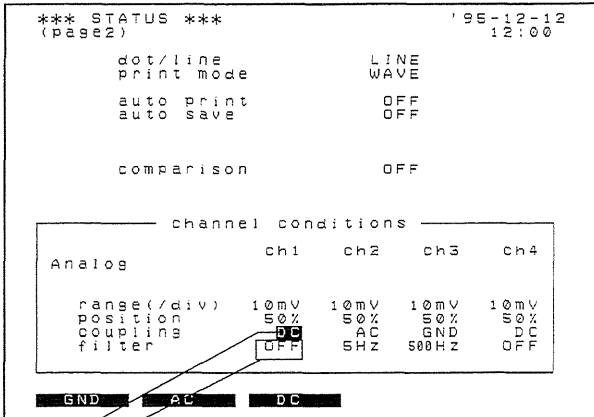 *** STATUS *** '95-12-12
(page2) 12:00
dot/line LINE
print mode WAVE
auto print OFF
auto save OFF
comparison OFF
channel conditions
ch1 ch2 ch3 ch4
Analog
range(/div) 10mV 10mV 10mV 10mV
position 50% 50% 50% 50%
coupling DC AC GND DC
filter OFF 5Hz 500Hz OFF
GND AC DC